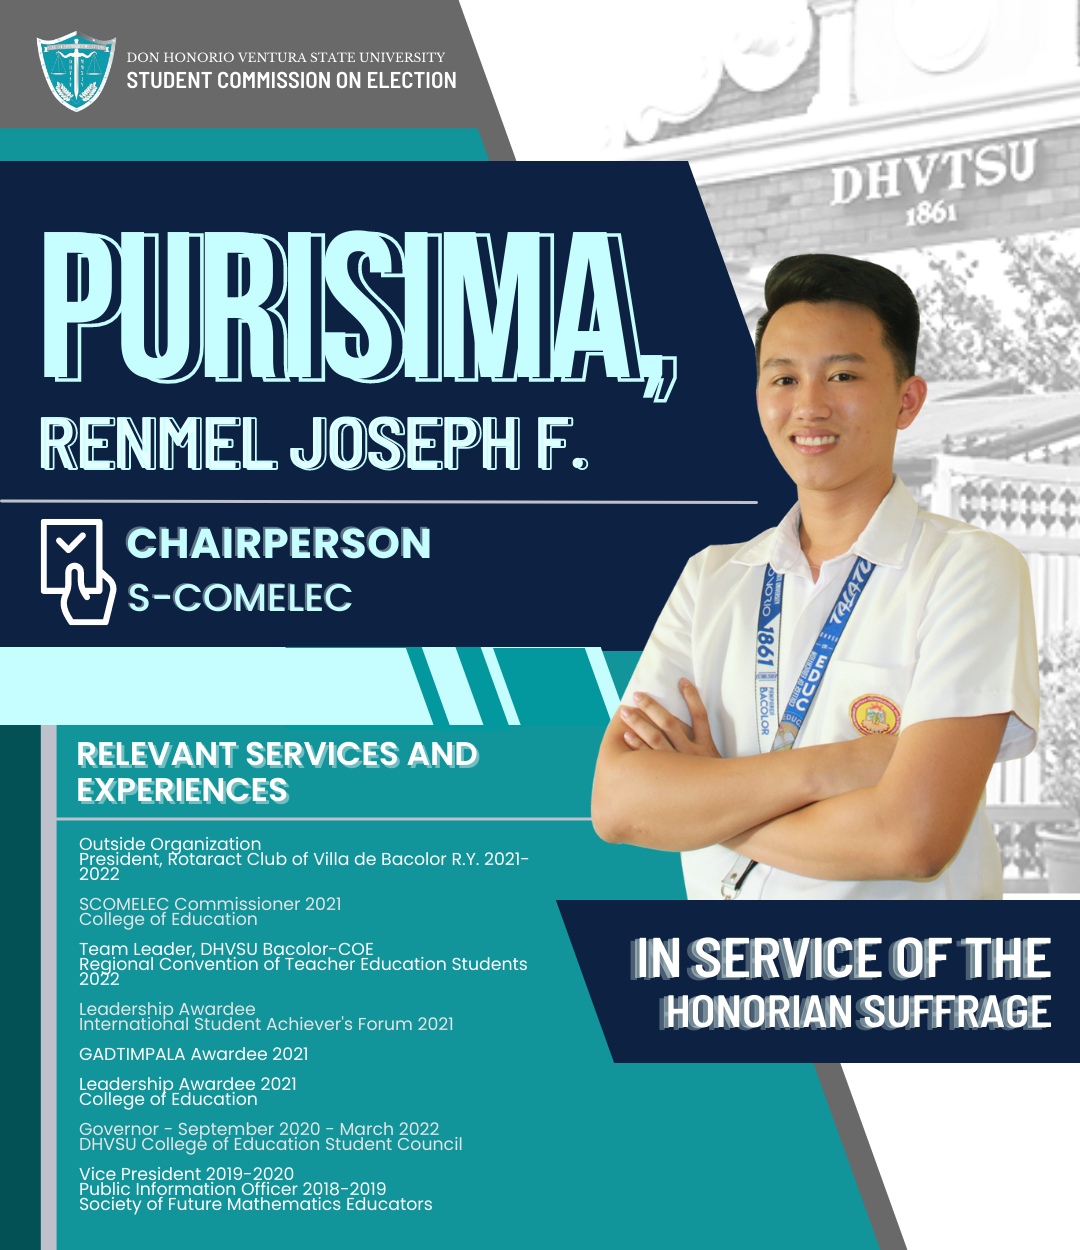 DON HONORIO VENTURA STATE UNIVERSITY
STUDENT COMMISSION ON ELECTION
DHVTSU
1861
PURISIMA,
RENMEL JOSEPH F.
CHAIRPERSON
S-COMELEC
1861
BACOLOR
EDUC
RELEVANT SERVICES AND
EXPERIENCES
Outside Organization
President, Rotaract Club of Villa de Bacolor R.Y. 2021-
2022
SCOMELEC Commissioner 2021
College of Education
Team Leader, DHVSU Bacolor-COE
Regional Convention of Teacher Education Students
2022
Leadership Awardee
International Student Achiever's Forum 2021
GADTIMPALA Awardee 2021
Leadership Awardee 2021
College of Education
Governor - September 2020 - March 2022
DHVSU College of Education Student Council
Vice President 2019-2020
Public Information Officer 2018-2019
Society of Future Mathematics Educators
IN SERVICE OF THE
HONORIAN SUFFRAGE